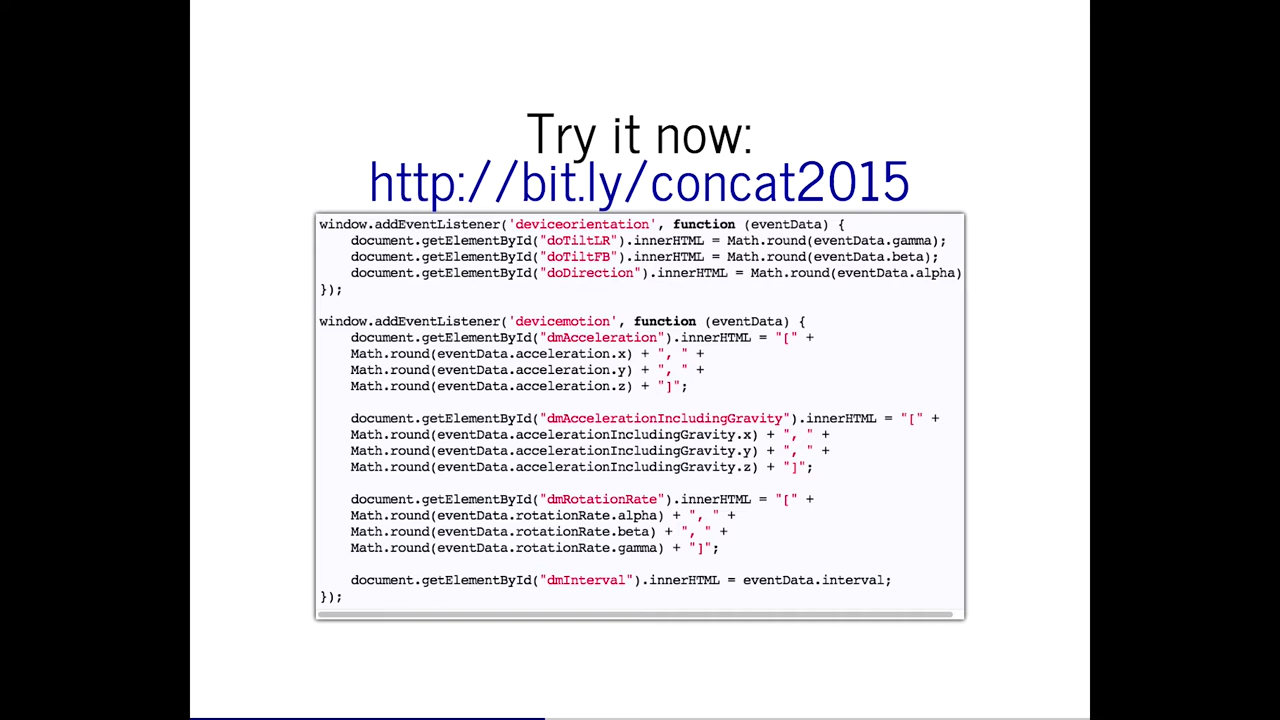 Try it now:
http://bit.ly/concat2015
window.addEventListener('deviceorientation', function (eventData) {
    document.getElementById("doTiltLR").innerHTML = Math.round(eventData.gamma);
    document.getElementById("doTiltFB").innerHTML = Math.round(eventData.beta);
    document.getElementById("doDirection").innerHTML = Math.round(eventData.alpha)
});
window.addEventListener('devicemotion', function (eventData) {
    document.getElementById("dmAcceleration").innerHTML = "[" +
    Math.round(eventData.acceleration.x) + ", " +
    Math.round(eventData.acceleration.y) + ", " +
    Math.round(eventData.acceleration.z) + "]";
    document.getElementById("dmAccelerationIncludingGravity").innerHTML = "[" +
    Math.round(eventData.accelerationIncludingGravity.x) + ", " +
    Math.round(eventData.accelerationIncludingGravity.y) + ", " +
    Math.round(eventData.accelerationIncludingGravity.z) + "]";
    document.getElementById("dmRotationRate").innerHTML = "[" +
    Math.round(eventData.rotationRate.alpha) + ", " +
    Math.round(eventData.rotationRate.beta) + ", " +
    Math.round(eventData.rotationRate.gamma) + "]";
    document.getElementById("dmInterval").innerHTML = eventData.interval;
});